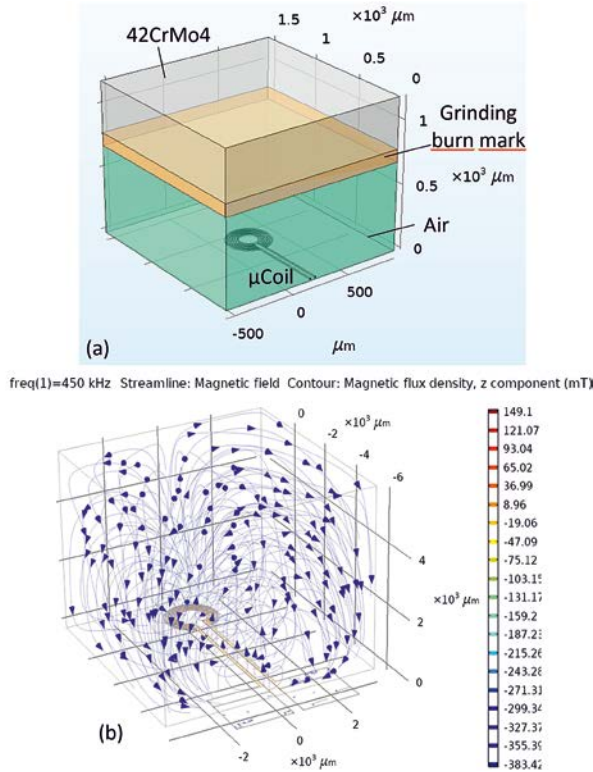 42CrMo4
1.5
×10³ μm
1
0.5
0
1
Grinding
burn mark
×10³ μm
0.5
Air
0
μCoil
500
0
-500
μm
(a)
freq(1)=450 kHz Streamline: Magnetic field Contour: Magnetic flux density, z component (mT)
0
×10³ μm
-2
-4
-6
4
×10³ μm
2
0
2
0
-2
×10³ μm
(b)
149.1
121.07
93.04
65.02
36.99
8.96
-19.06
-47.09
-75.12
-103.15
-131.17
-159.2
-187.23
-215.26
-243.28
-271.31
-299.34
-327.37
-355.39
-383.42